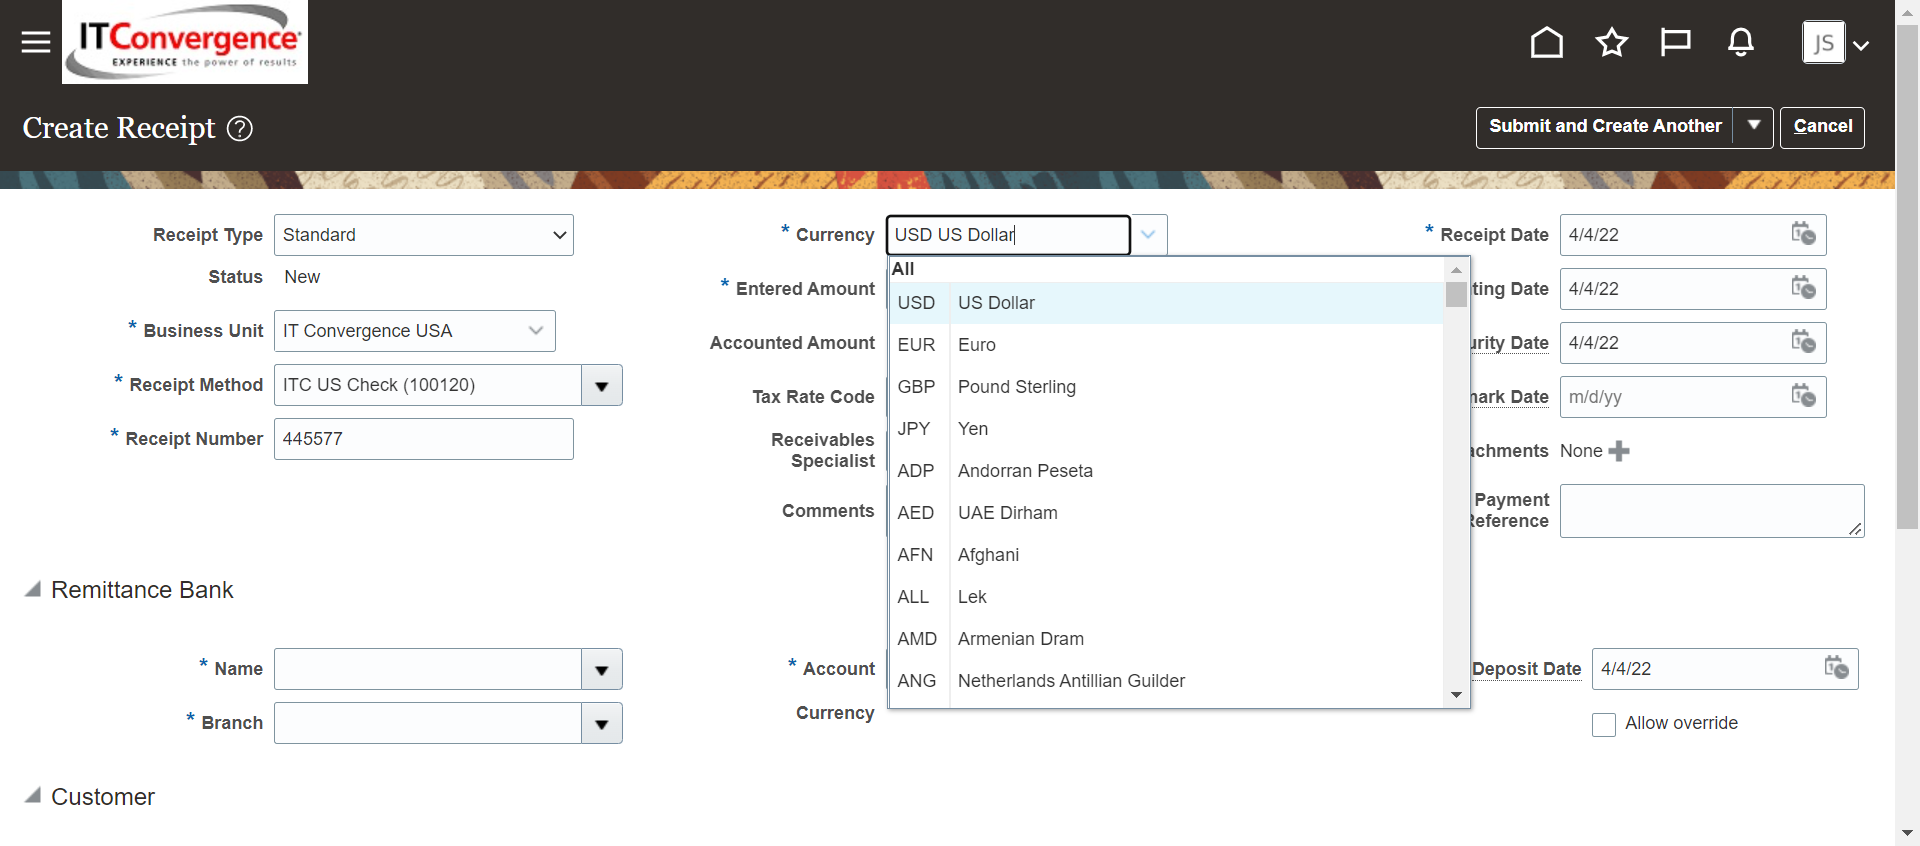 ITConvergence
EXPERIENCE the power of results
JS
Create Receipt ?
Submit and Create Another
Cancel
Receipt Type Standard
Status New
* Business Unit IT Convergence USA
* Receipt Method ITC US Check (100120)
* Receipt Number 445577
* Currency USD US Dollar
* Entered Amount
Accounted Amount
Tax Rate Code
Receivables
Specialist
Comments
All
USD US Dollar
EUR Euro
GBP Pound Sterling
JPY Yen
ADP Andorran Peseta
AED UAE Dirham
AFN Afghani
ALL Lek
AMD Armenian Dram
ANG Netherlands Antillian Guilder
* Receipt Date 4/4/22
ting Date 4/4/22
urity Date 4/4/22
mark Date m/d/yy
achments None
Payment
Reference
Remittance Bank
* Name
* Branch
* Account
Currency
Deposit Date 4/4/22
Allow override
Customer